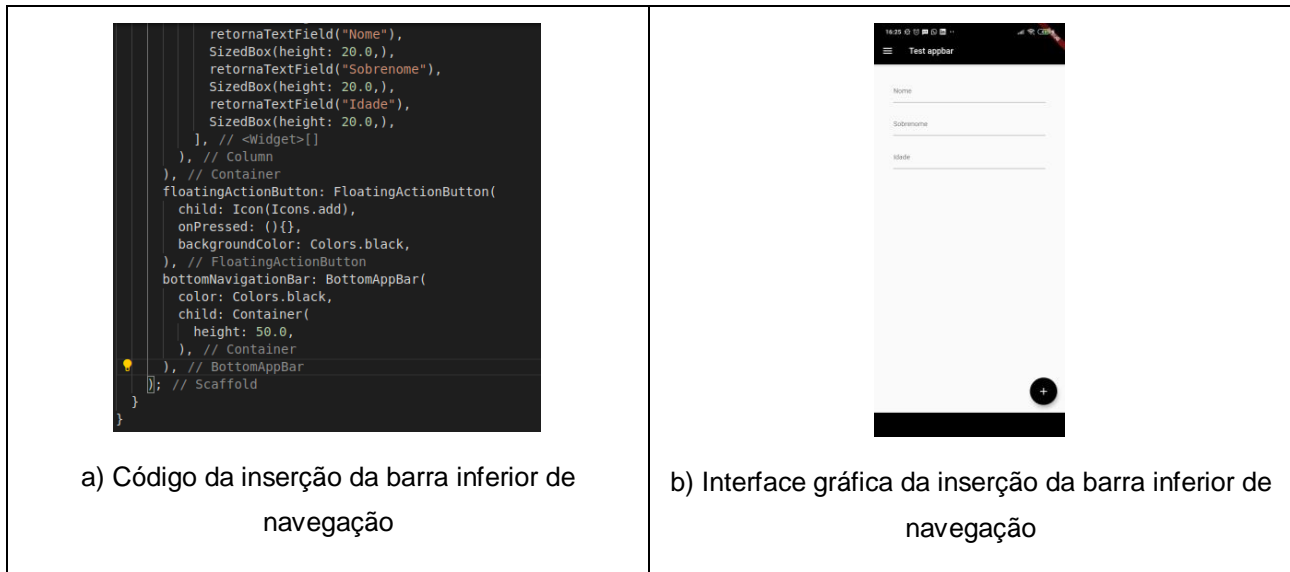 retornaTextField("Nome"),
SizedBox(height: 20.0,),
retornaTextField("Sobrenome"),
SizedBox(height: 20.0,),
retornaTextField("Idade"),
SizedBox(height: 20.0,),
], // <Widget>[]
), // Column
), // Container
floatingActionButton: FloatingActionButton(
child: Icon(Icons.add),
onPressed: (){},
backgroundColor: Colors.black,
), // FloatingActionButton
bottomNavigationBar: BottomAppBar(
color: Colors.black,
child: Container(
height: 50.0,
), // Container
), // BottomAppBar
); // Scaffold
}
}
a) Código da inserção da barra inferior de
navegação
16:25
Test appbar
Nome
Sobrenome
Idade
+
b) Interface gráfica da inserção da barra inferior de
navegação